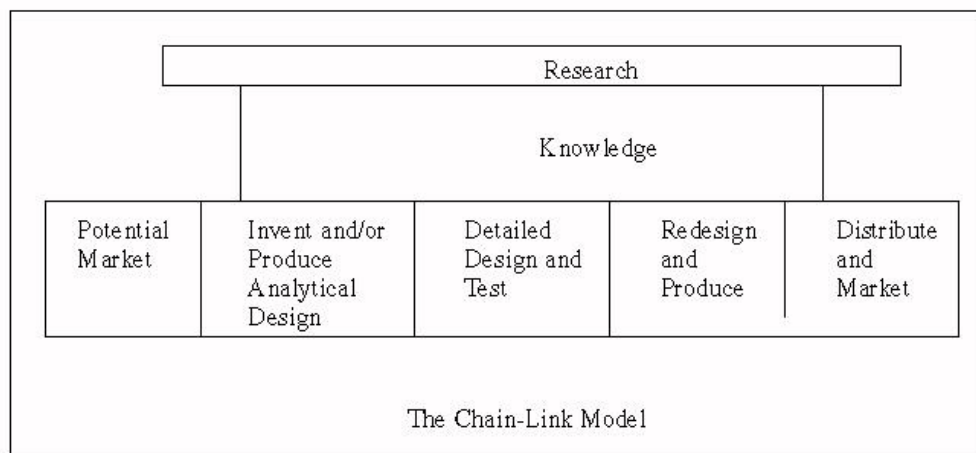 Research
Knowledge
Potential
Market
Invent and/or
Produce
Analytical
Design
Detailed
Design and
Test
Redesign
and
Produce
Distribute
and
Market
The Chain-Link Model